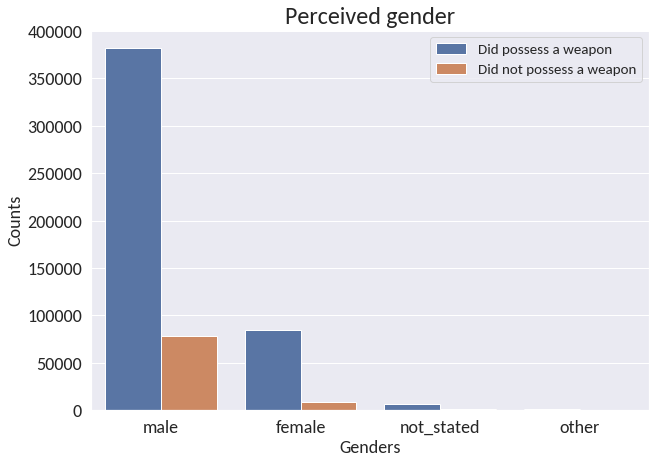 Perceived gender
Did possess a weapon
Did not possess a weapon
400000
350000
300000
250000
200000
150000
100000
50000
0
Counts
male female not_stated other
Genders